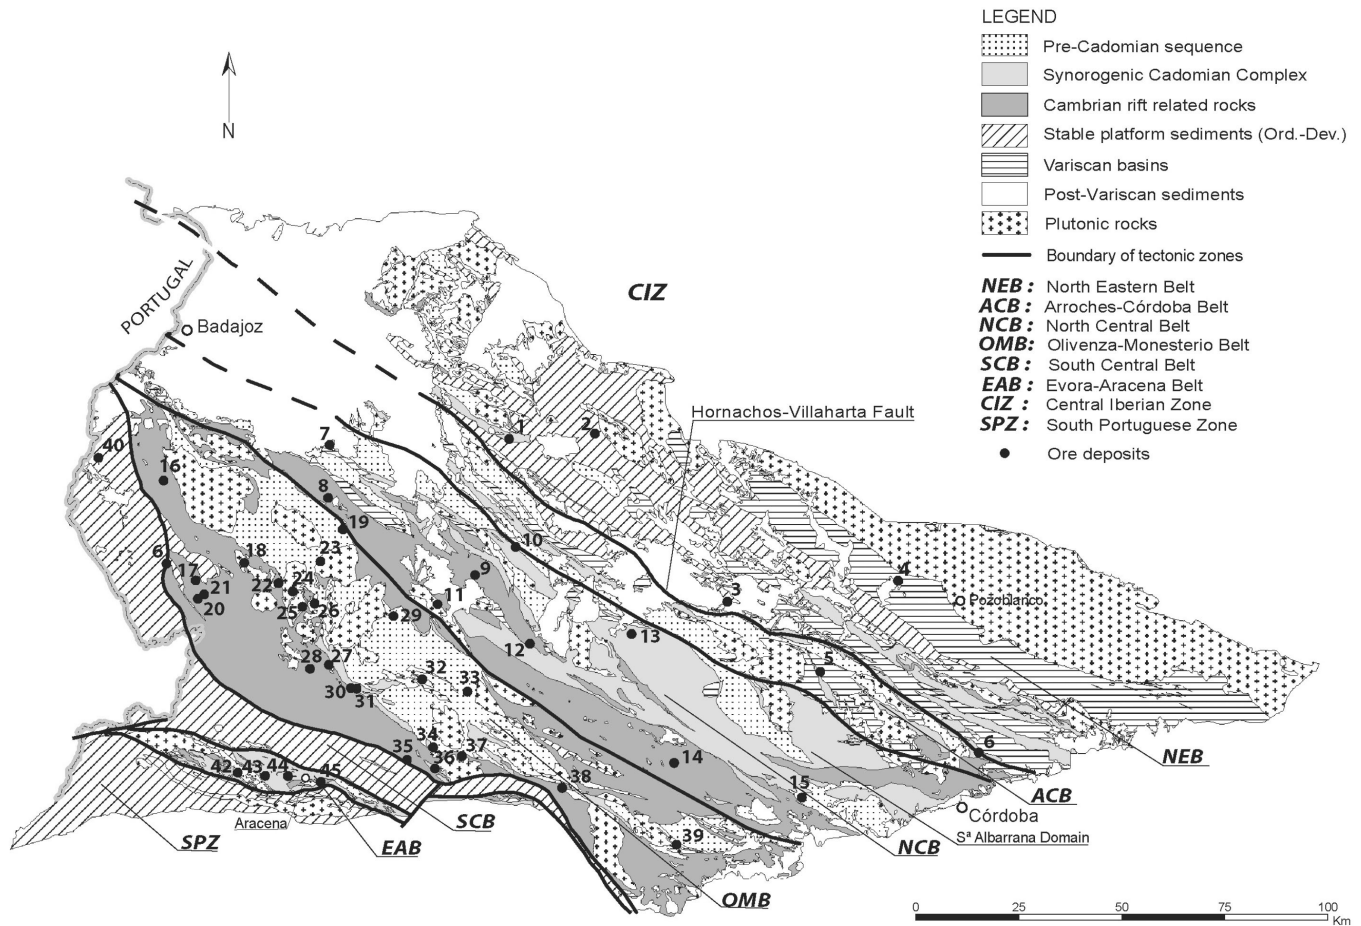 LEGEND
Pre-Cadomian sequence
Synorogenic Cadomian Complex
Cambrian rift related rocks
Stable platform sediments (Ord.-Dev.)
Variscan basins
Post-Variscan sediments
Plutonic rocks
Boundary of tectonic zones
NEB : North Eastern Belt
ACB : Arroches-Córdoba Belt
NCB : North Central Belt
OMB: Olivenza-Monesterio Belt
SCB : South Central Belt
EAB : Evora-Aracena Belt
CIZ : Central Iberian Zone
SPZ : South Portuguese Zone
Ore deposits
N
PORTUGAL
Badajoz
CIZ
Hornachos-Villaharta Fault
1
2
7
40
16
8
19
10
6
18
23
17
21
20
22
24
25
26
9
11
29
3
4
Pozoblanco
12
13
5
28
27
30
31
32
33
34
35
36
37
14
38
15
6
39
42
43
44
45
Aracena
SPZ
EAB
SCB
OMB
NCB
Sª Albarrana Domain
Córdoba
ACB
NEB
0 25 50 75 100
Km